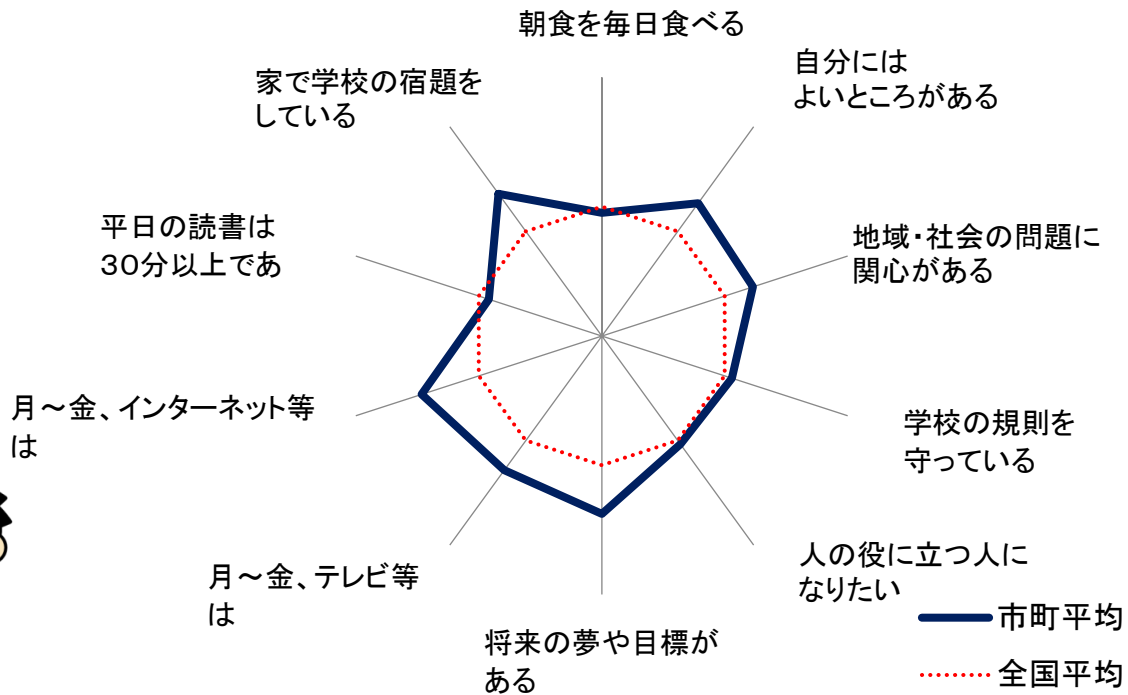 朝食を毎日食べる
自分には
よいところがある
地域・社会の問題に
関心がある
学校の規則を
守っている
人の役に立つ人に
なりたい
将来の夢や目標が
ある
月～金、テレビ等
は
月～金、インターネット等
は
平日の読書は
３０分以上であ
家で学校の宿題を
している
市町平均
全国平均